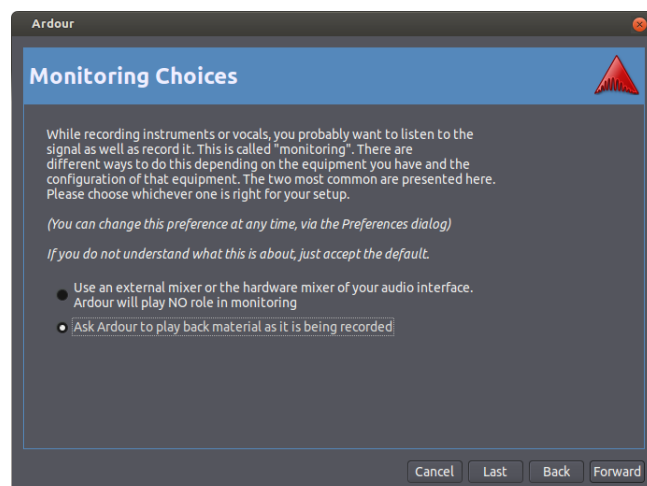 Ardour
Monitoring Choices
While recording instruments or vocals, you probably want to listen to the
signal as well as record it. This is called "monitoring". There are
different ways to do this depending on the equipment you have and the
configuration of that equipment. The two most common are presented here.
Please choose whichever one is right for your setup.
(You can change this preference at any time, via the Preferences dialog)
If you do not understand what this is about, just accept the default.
Use an external mixer or the hardware mixer of your audio interface.
Ardour will play NO role in monitoring
Ask Ardour to play back material as it is being recorded
Cancel Last Back Forward